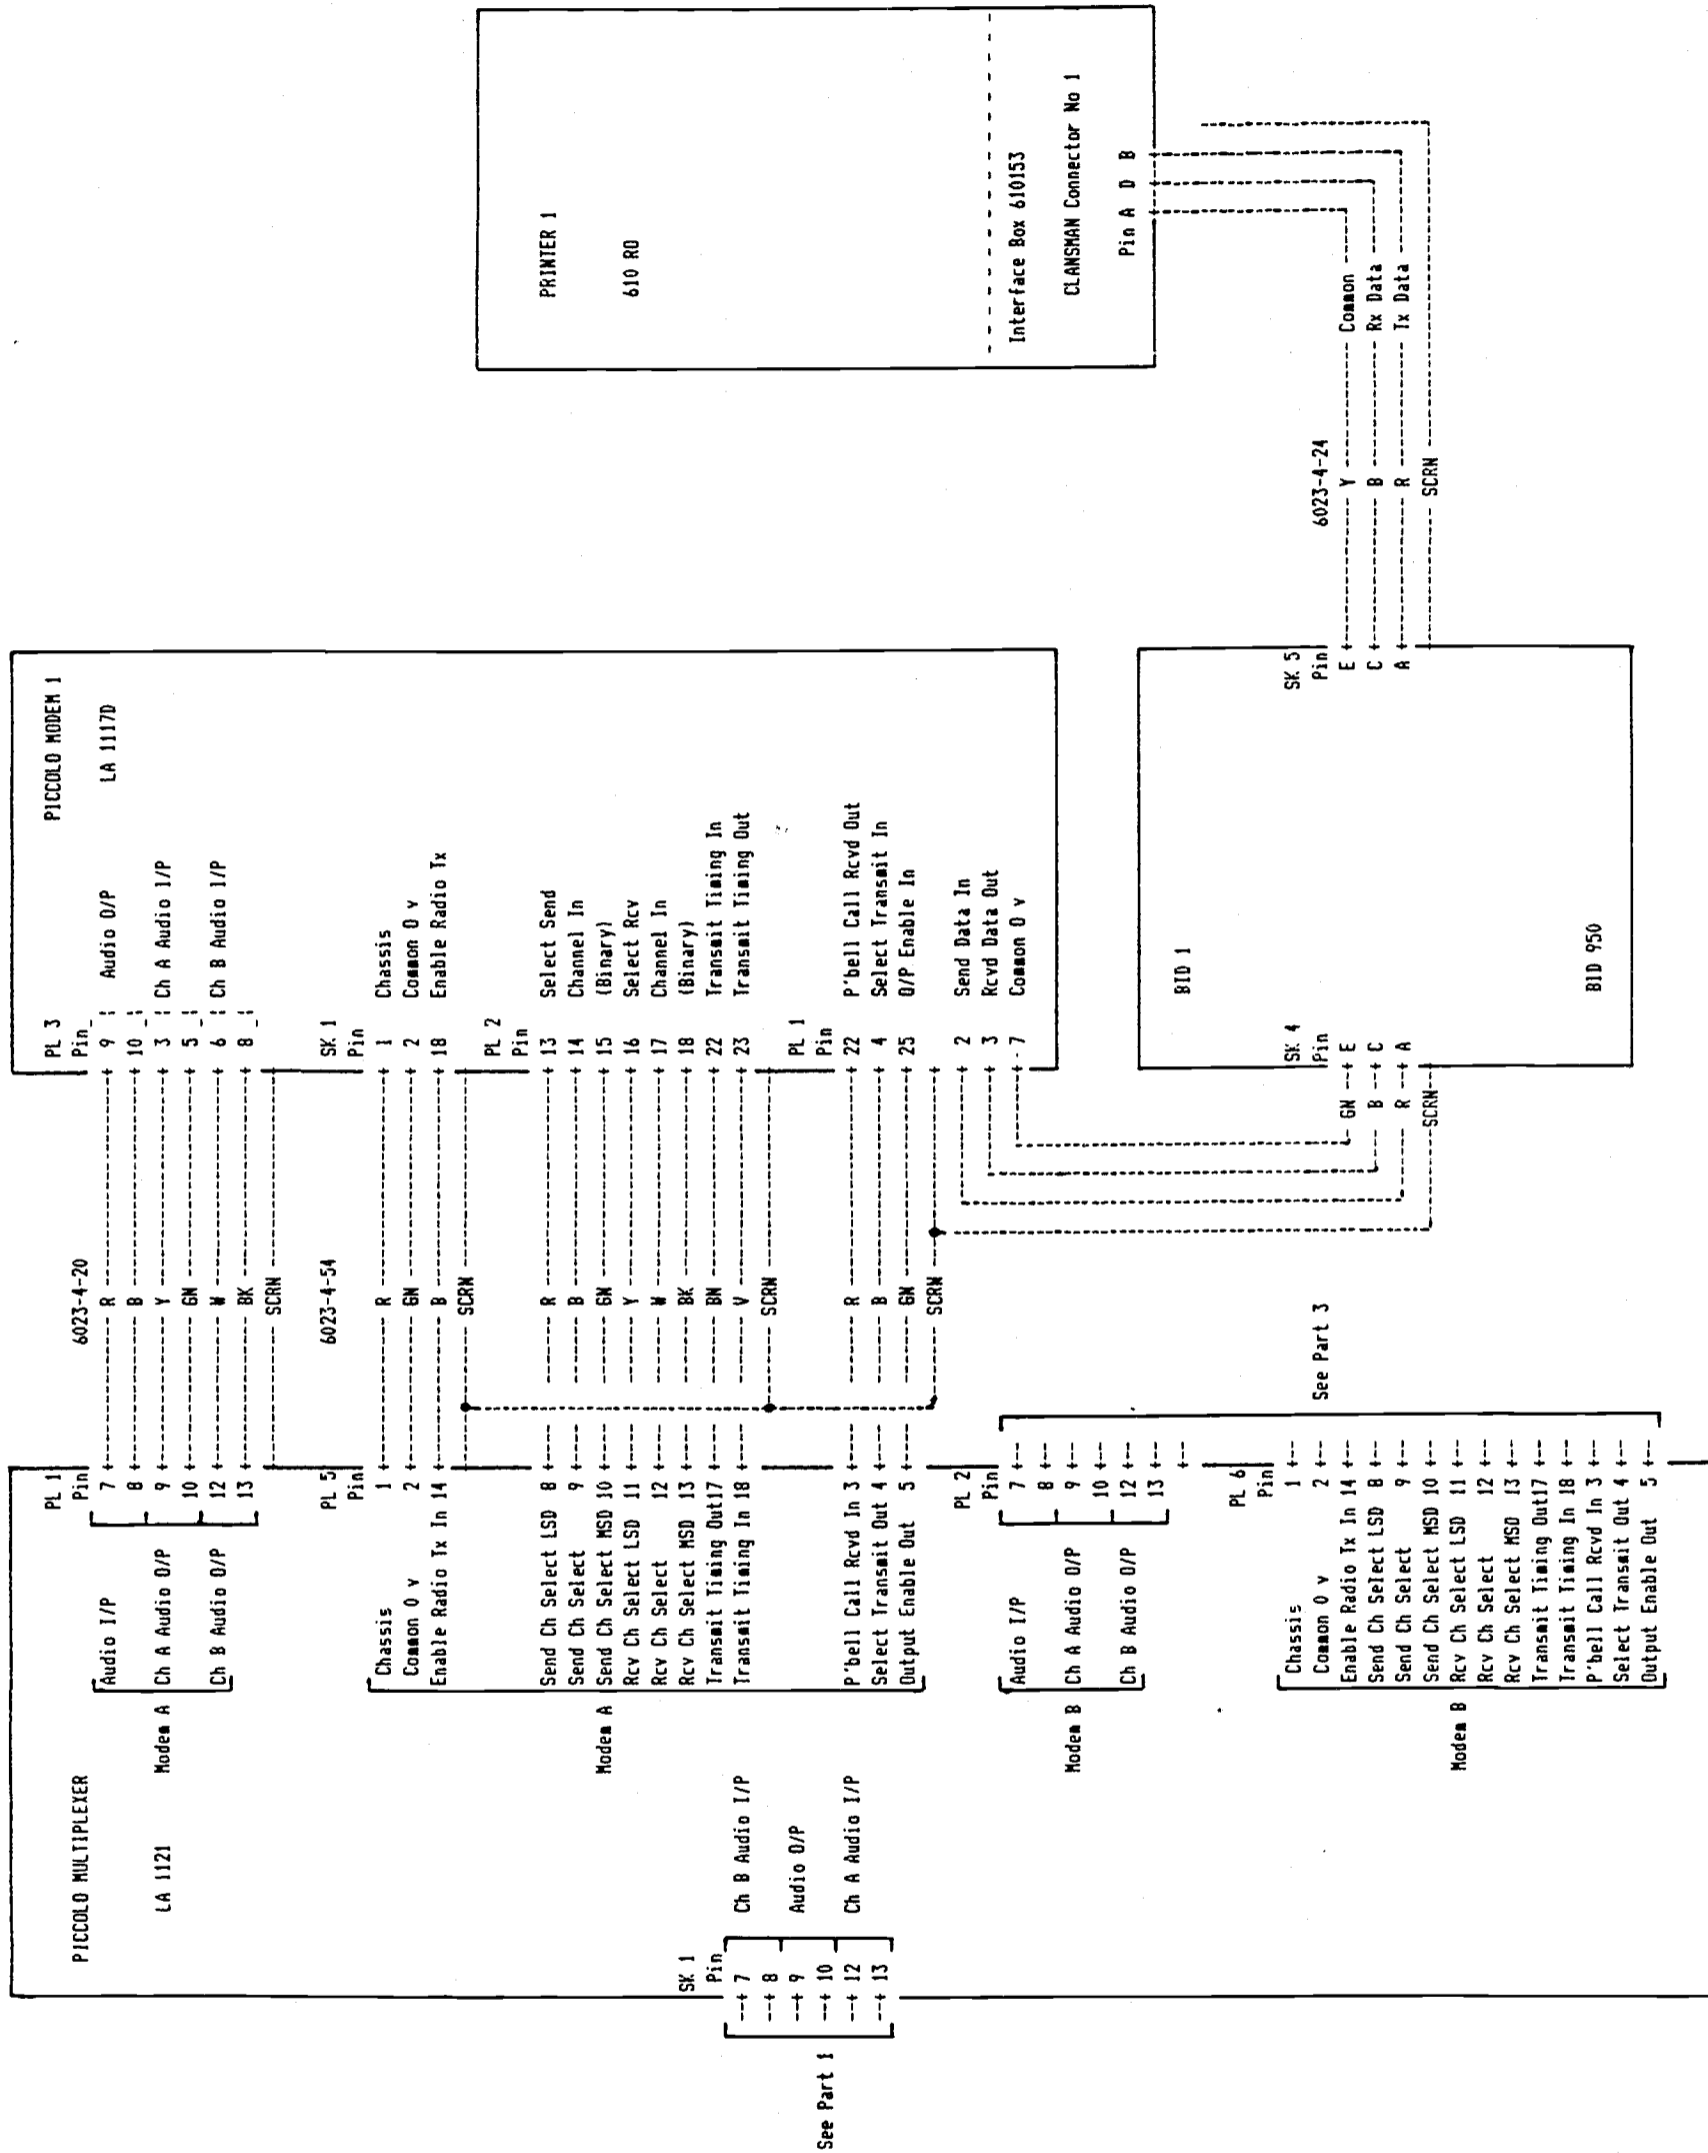 PICCOLO MULTIPLEXER
LA 1121
See Part 1
SK 1
Pin
7
8
9
10
12
13
Ch B Audio I/P
Audio O/P
Ch A Audio I/P
Modem A
Audio I/P
Ch A Audio O/P
Ch B Audio O/P
PL 1
Pin
7
8
9
10
12
13
Modem A
PL 5
Pin
Chassis 1
Common 0 v 2
Enable Radio Tx In 14
Send Ch Select LSD 8
Send Ch Select 9
Send Ch Select MSD 10
Rcv Ch Select LSD 11
Rcv Ch Select 12
Rcv Ch Select MSD 13
Transmit Timing Out17
Transmit Timing In 18
P'bell Call Rcvd In 3
Select Transmit Out 4
Output Enable Out 5
Modem B
Audio I/P
Ch A Audio O/P
Ch B Audio O/P
PL 2
Pin
7
8
9
10
12
13
Modem B
PL 6
Pin
Chassis 1
Common 0 v 2
Enable Radio Tx In 14
Send Ch Select LSD 8
Send Ch Select 9
Send Ch Select MSD 10
Rcv Ch Select LSD 11
Rcv Ch Select 12
Rcv Ch Select MSD 13
Transmit Timing Out17
Transmit Timing In 18
P'bell Call Rcvd In 3
Select Transmit Out 4
Output Enable Out 5
See Part 3
6023-4-20
R
B
Y
GN
W
BK
SCRN
6023-4-54
R
GN
B
SCRN
R
B
GN
Y
W
BK
BN
V
SCRN
R
B
GN
SCRN
PICCOLO MODEM 1
LA 1117D
PL 3
Pin
9
10
3
5
6
8
Audio O/P
Ch A Audio I/P
Ch B Audio I/P
SK 1
Pin
1 Chassis
2 Common 0 v
18 Enable Radio Tx
PL 2
Pin
13 Select Send
14 Channel In
15 (Binary)
16 Select Rcv
17 Channel In
18 (Binary)
22 Transmit Timing In
23 Transmit Timing Out
PL 1
Pin
22 P'bell Call Rcvd Out
4 Select Transmit In
25 O/P Enable In
2 Send Data In
3 Rcvd Data Out
7 Common 0 v
GN
B
R
SCRN
SK 4
Pin
E
C
A
BID 1
BID 950
SK 5
Pin
E
C
A
6023-4-24
Y Common
B Rx Data
R Tx Data
SCRN
PRINTER 1
610 RO
Interface Box 610153
CLANSMAN Connector No 1
Pin A D B